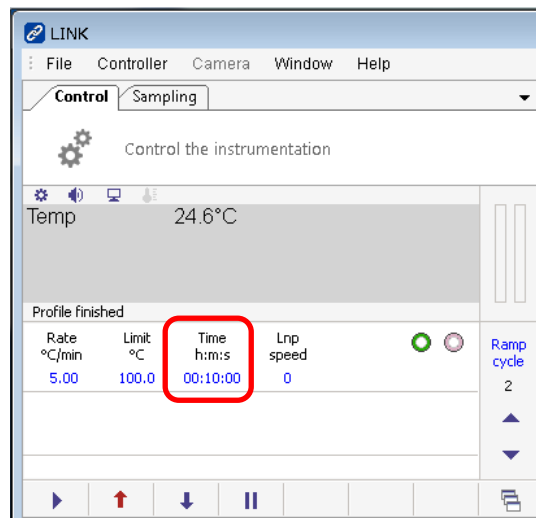 LINK
File Controller Camera Window Help
Control Sampling
Control the instrumentation
Temp 24.6°C
Profile finished
Rate Limit Time Lnp
°C/min °C h:m:s speed
5.00 100.0 00:10:00 0
Ramp
cycle
2